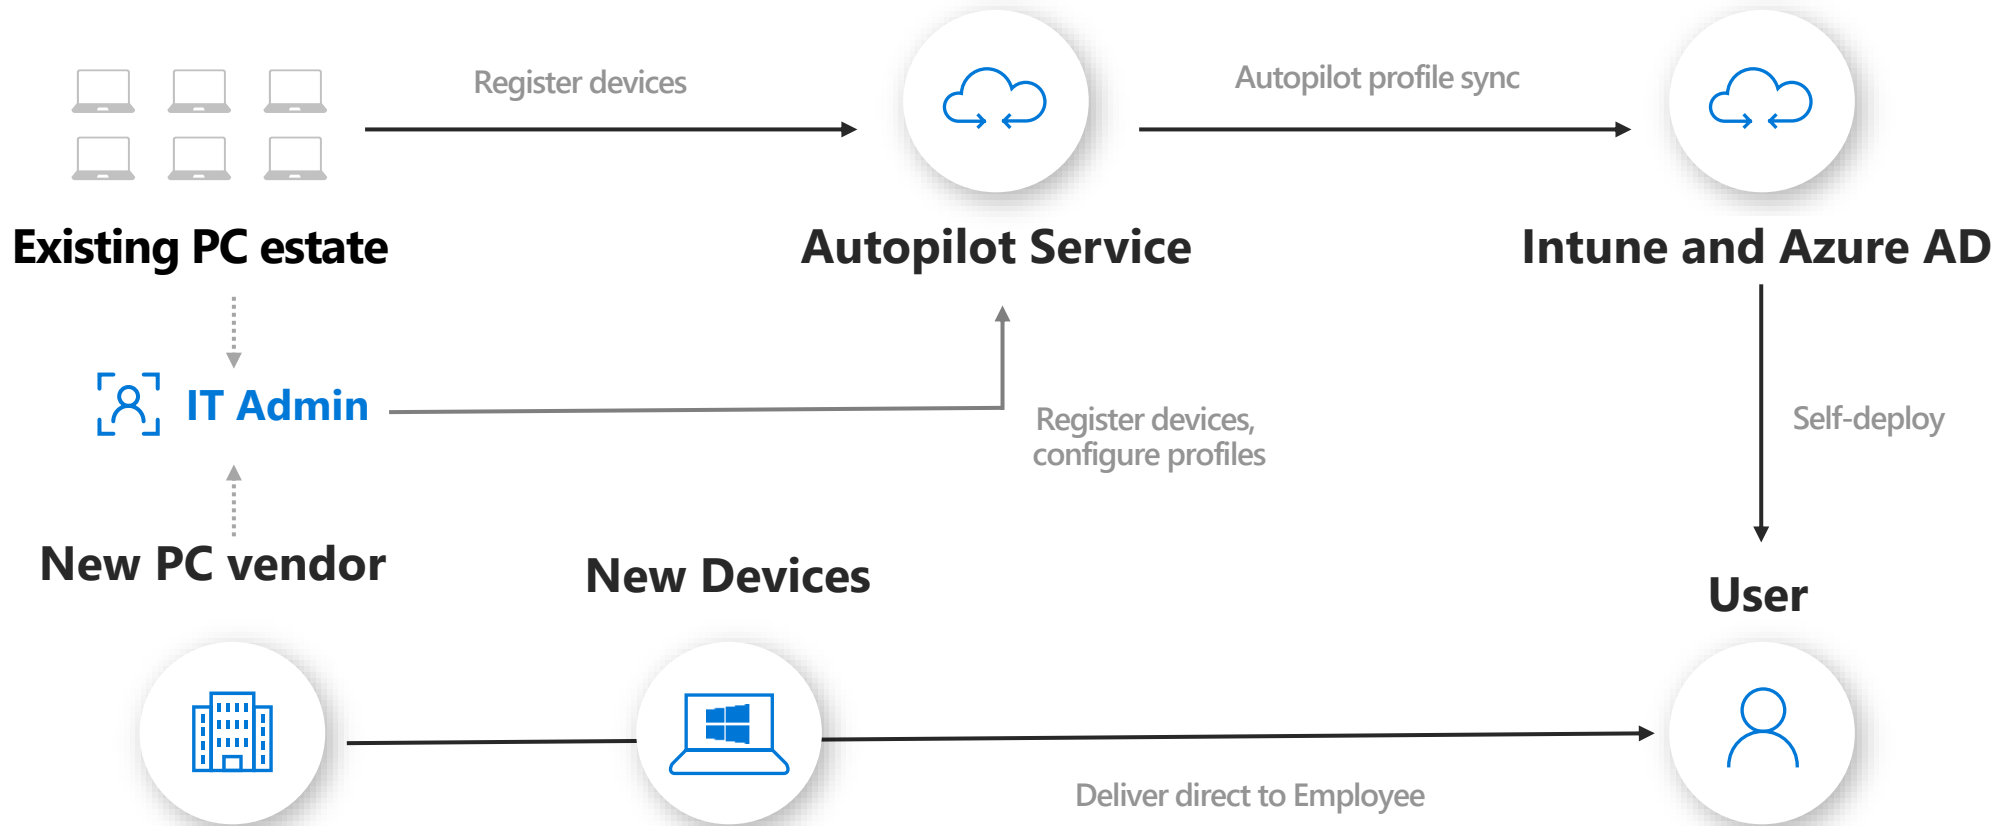 Register devices
Autopilot profile sync
Existing PC estate
Autopilot Service
Intune and Azure AD
IT Admin
Register devices,
configure profiles
Self-deploy
New PC vendor
New Devices
User
Deliver direct to Employee